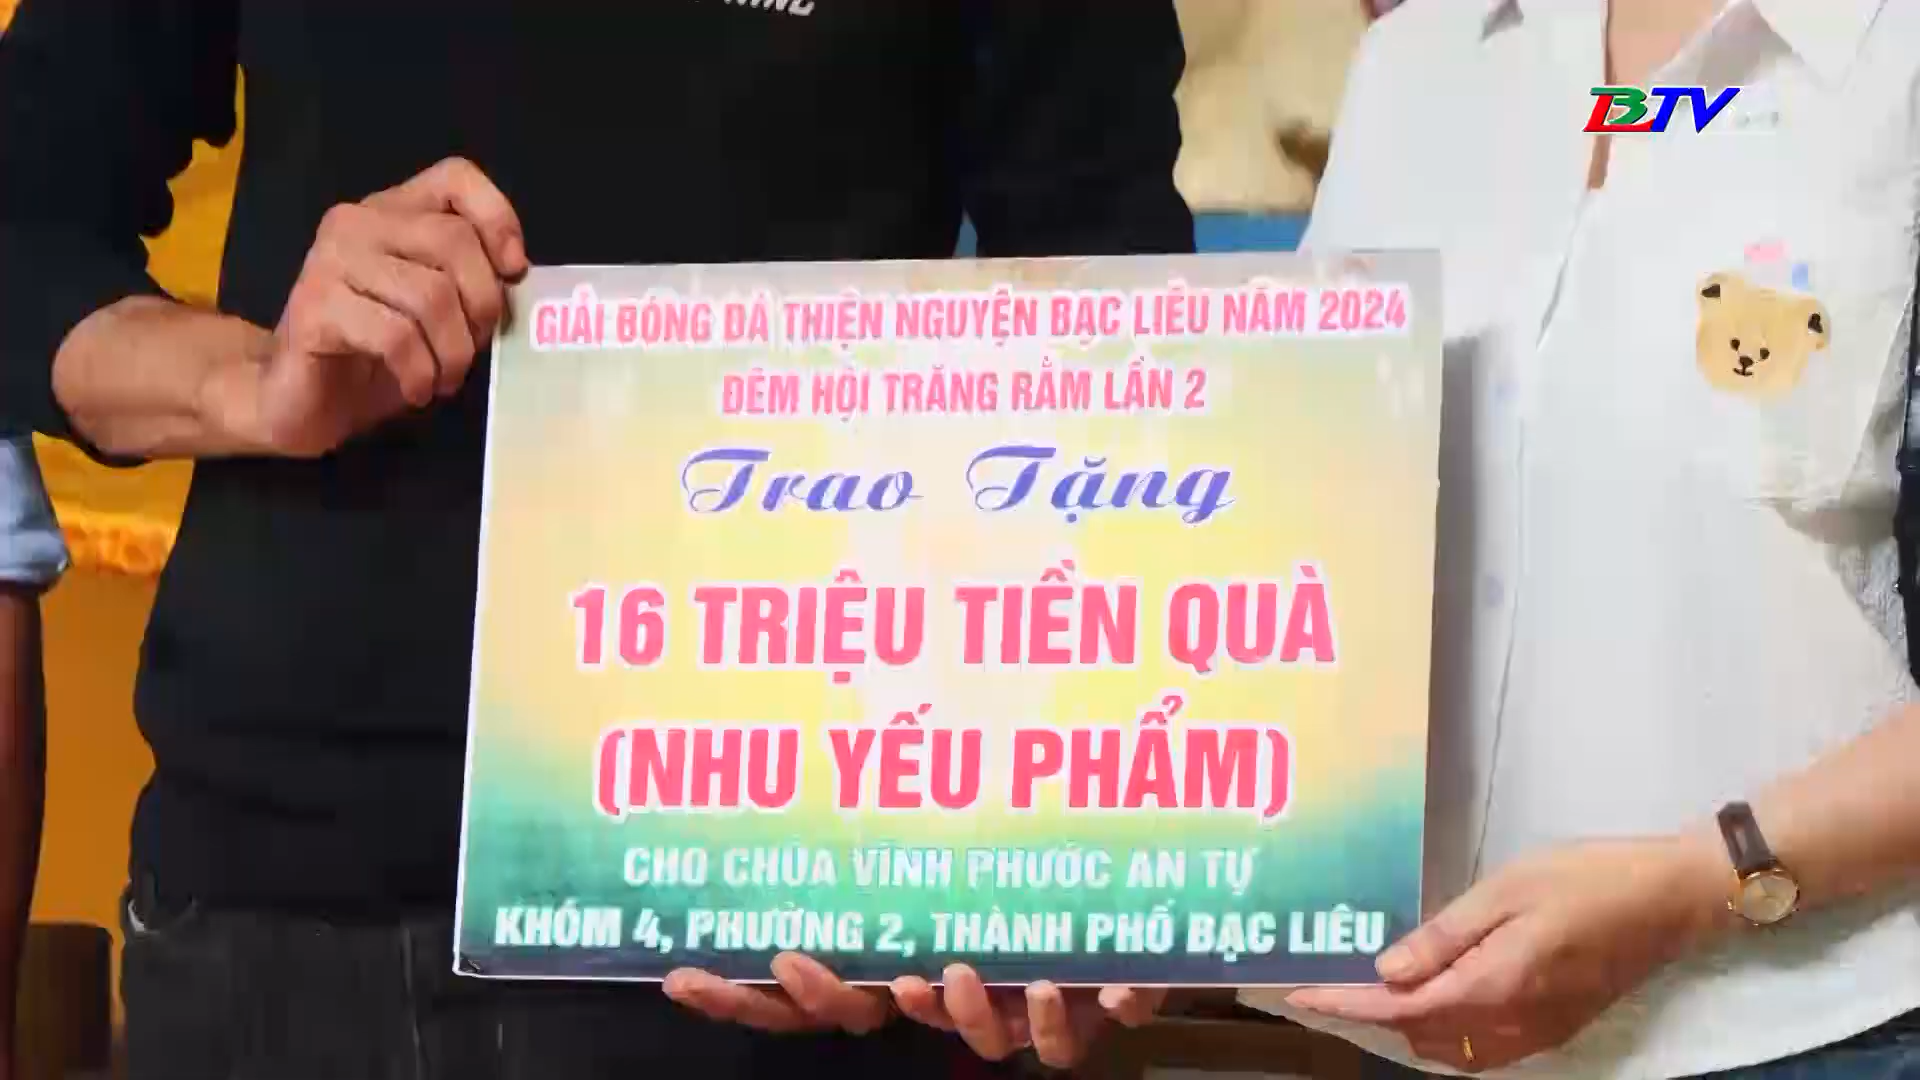 BTV
GIẢI BÓNG ĐÁ THIỆN NGUYỆN BẠC LIÊU NĂM 2024
ĐÊM HỘI TRĂNG RẰM LẦN 2
Trao Tặng
16 TRIỆU TIỀN QUÀ
(NHU YẾU PHẨM)
CHO CHÙA VĨNH PHƯỚC AN TỰ
KHÓM 4, PHƯỜNG 2, THÀNH PHỐ BẠC LIÊU